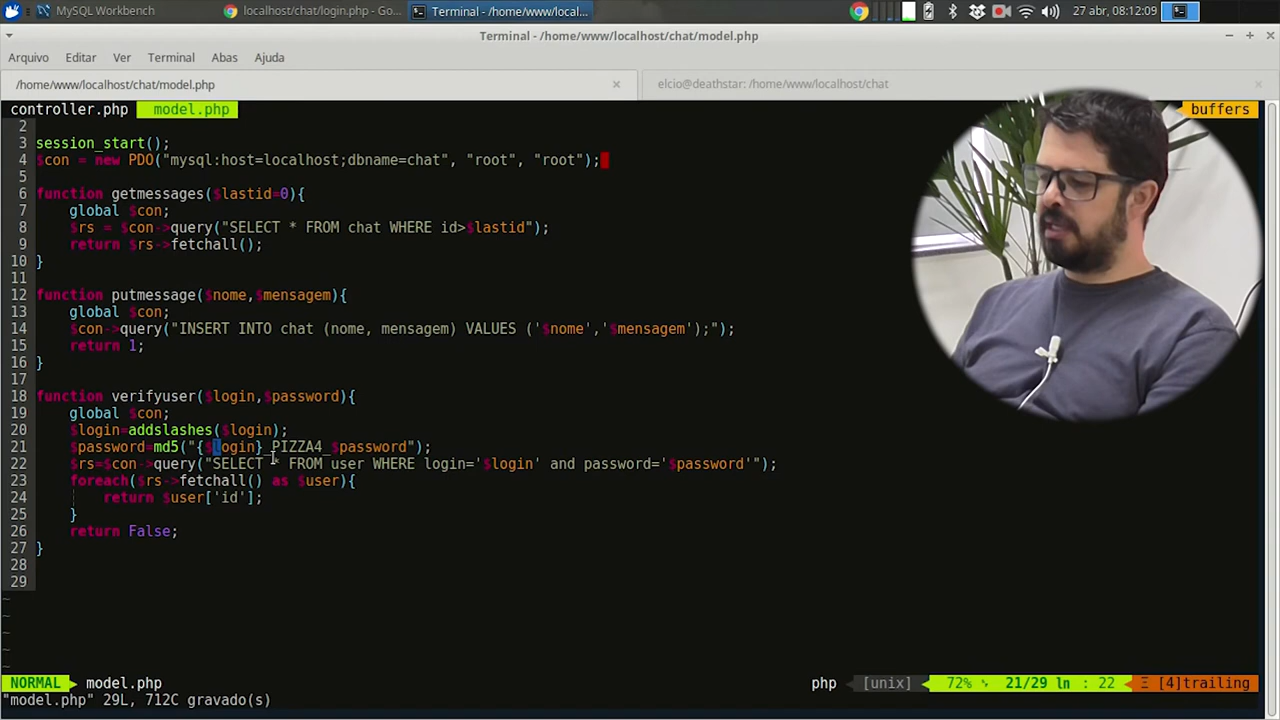 MySQL Workbench
localhost/chat/login.php - Go...
Terminal - /home/www/local...
27 abr, 08:12:09
Terminal - /home/www/localhost/chat/model.php
Arquivo Editar Ver Terminal Abas Ajuda
/home/www/localhost/chat/model.php
elcio@deathstar: /home/www/localhost/chat
controller.php model.php buffers
2
3 session_start();
4 $con = new PDO("mysql:host=localhost;dbname=chat", "root", "root");
5
6 function getmessages($lastid=0){
7 global $con;
8 $rs = $con->query("SELECT * FROM chat WHERE id>$lastid");
9 return $rs->fetchall();
10 }
11
12 function putmessage($nome,$mensagem){
13 global $con;
14 $con->query("INSERT INTO chat (nome, mensagem) VALUES ('$nome','$mensagem');");
15 return 1;
16 }
17
18 function verifyuser($login,$password){
19 global $con;
20 $login=addslashes($login);
21 $password=md5("{$login}_PIZZA4_$password");
22 $rs=$con->query("SELECT * FROM user WHERE login='$login' and password='$password'");
23 foreach($rs->fetchall() as $user){
24 return $user['id'];
25 }
26 return False;
27 }
28
29
~
~
~
~
~
NORMAL model.php php [unix] 72% 21/29 ln : 22 Ξ [4]trailing
"model.php" 29L, 712C gravado(s)